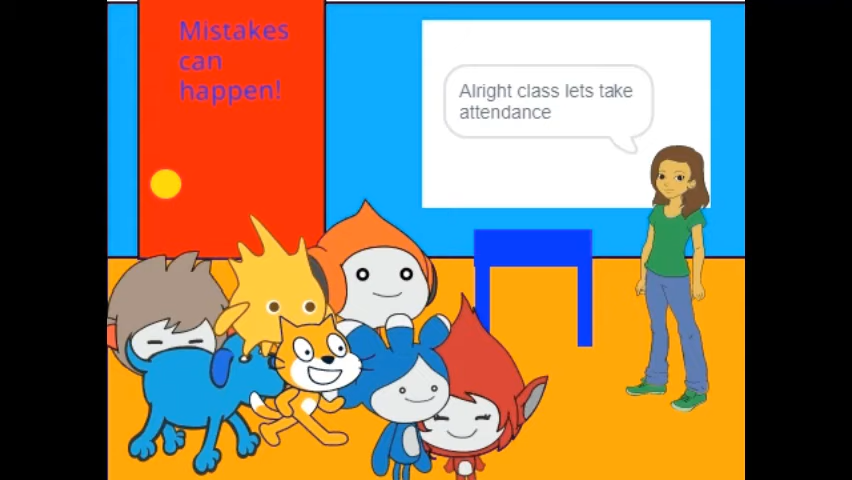 Mistakes
can
happen!
Alright class lets take
attendance